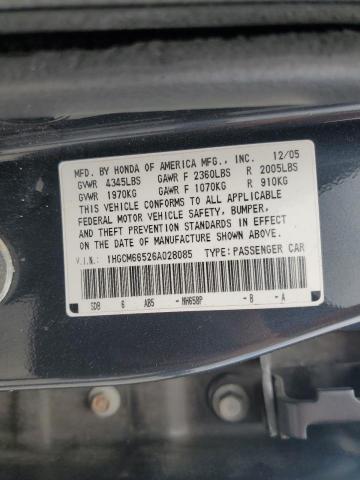 MFD. BY HONDA OF AMERICA MFG., INC. 12/05
GVWR 4345LBS GAWR F 2360LBS R 2005LBS
GVWR 1970KG GAWR F 1070KG R 910KG
THIS VEHICLE CONFORMS TO ALL APPLICABLE
FEDERAL MOTOR VEHICLE SAFETY, BUMPER,
AND THEFT PREVENTION STANDARDS IN EFFECT
ON THE DATE OF MANUFACTURE SHOWN ABOVE.
V.I.N.: 1HGCM66526A028085 TYPE: PASSENGER CAR
SDB 6 AB5 -NH658P -B -A